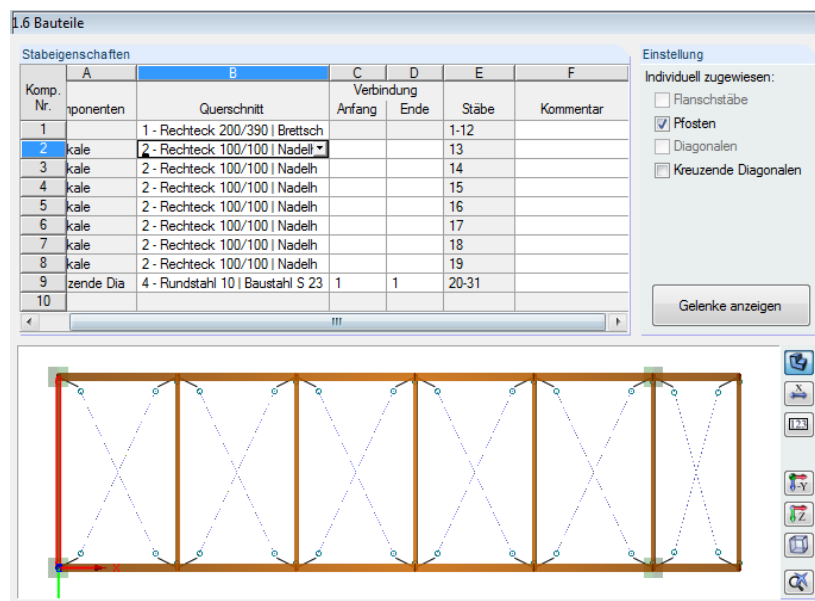 1.6 Bauteile
Stabeigenschaften
A B C D E F
Komp. Nr. ponenten Querschnitt Verbindung Anfang Ende Stäbe Kommentar
1 1 - Rechteck 200/390 | Brettsch 1-12
2 kale 2 - Rechteck 100/100 | Nadelh 13
3 kale 2 - Rechteck 100/100 | Nadelh 14
4 kale 2 - Rechteck 100/100 | Nadelh 15
5 kale 2 - Rechteck 100/100 | Nadelh 16
6 kale 2 - Rechteck 100/100 | Nadelh 17
7 kale 2 - Rechteck 100/100 | Nadelh 18
8 kale 2 - Rechteck 100/100 | Nadelh 19
9 zende Dia 4 - Rundstahl 10 | Baustahl S 23 1 1 20-31
10
Einstellung
Individuell zugewiesen:
Flanschstäbe
Pfosten
Diagonalen
Kreuzende Diagonalen
Gelenke anzeigen
X
X
123
-Y
Z